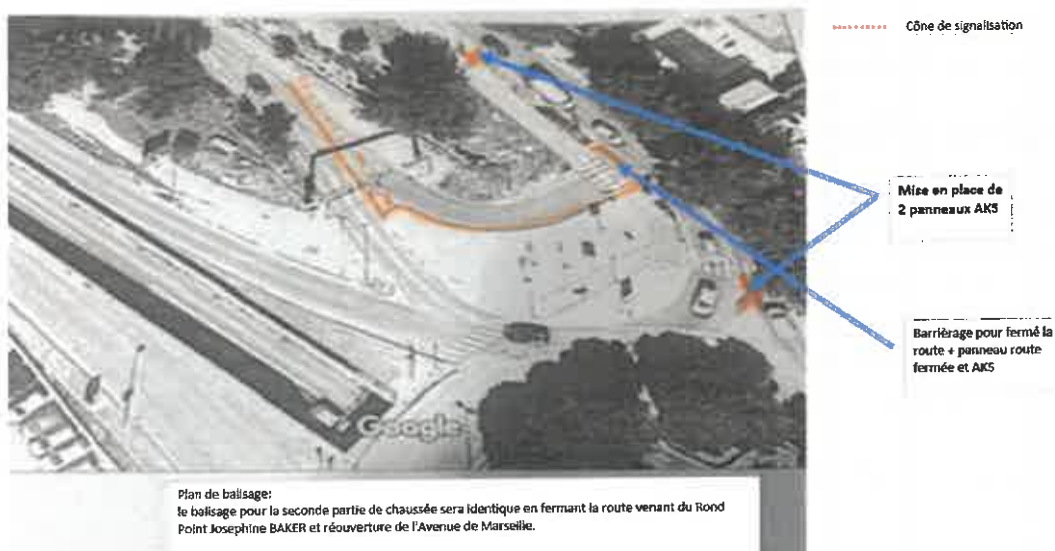 Cône de signalisation
Mise en place de
2 panneaux AK5
Barrièrage pour fermé la
route + panneau route
fermée et AK5
Google
Plan de balisage:
le balisage pour la seconde partie de chaussée sera identique en fermant la route venant du Rond
Point Josephine BAKER et réouverture de l'Avenue de Marseille.